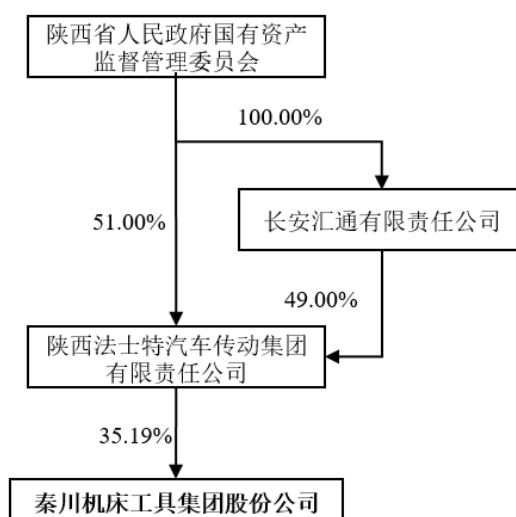 陕西省人民政府国有资产
监督管理委员会
100.00%
51.00%
长安汇通有限责任公司
49.00%
陕西法士特汽车传动集团
有限责任公司
35.19%
秦川机床工具集团股份公司